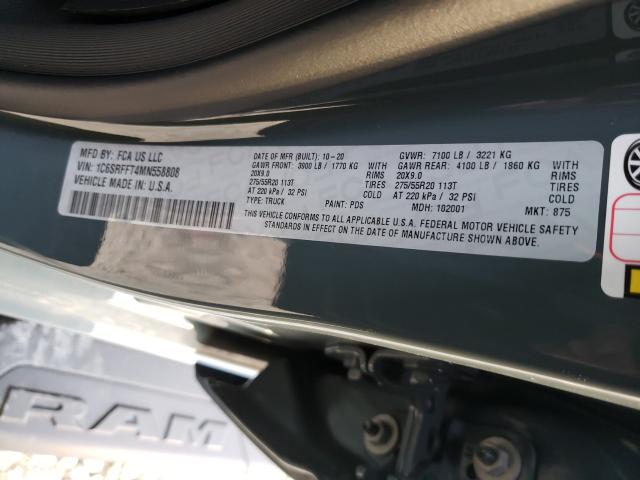 MFD BY: FCA US LLC
VIN: 1C6SRFFT4MN558808
VEHICLE MADE IN U.S.A.
DATE OF MFR (BUILT): 10-20
GAWR FRONT: 3900 LB / 1770 KG
20X9.0 RIMS
275/55R20 113T TIRES
AT 220 kPa / 32 PSI COLD
TYPE: TRUCK PAINT: PDS
GVWR: 7100 LB / 3221 KG
GAWR REAR: 4100 LB / 1860 KG
20X9.0 RIMS
275/55R20 113T TIRES
AT 220 kPa / 32 PSI COLD
MDH: 102001 MKT: 875
THIS VEHICLE CONFORMS TO ALL APPLICABLE U.S.A. FEDERAL MOTOR VEHICLE SAFETY
STANDARDS IN EFFECT ON THE DATE OF MANUFACTURE SHOWN ABOVE.
RAM